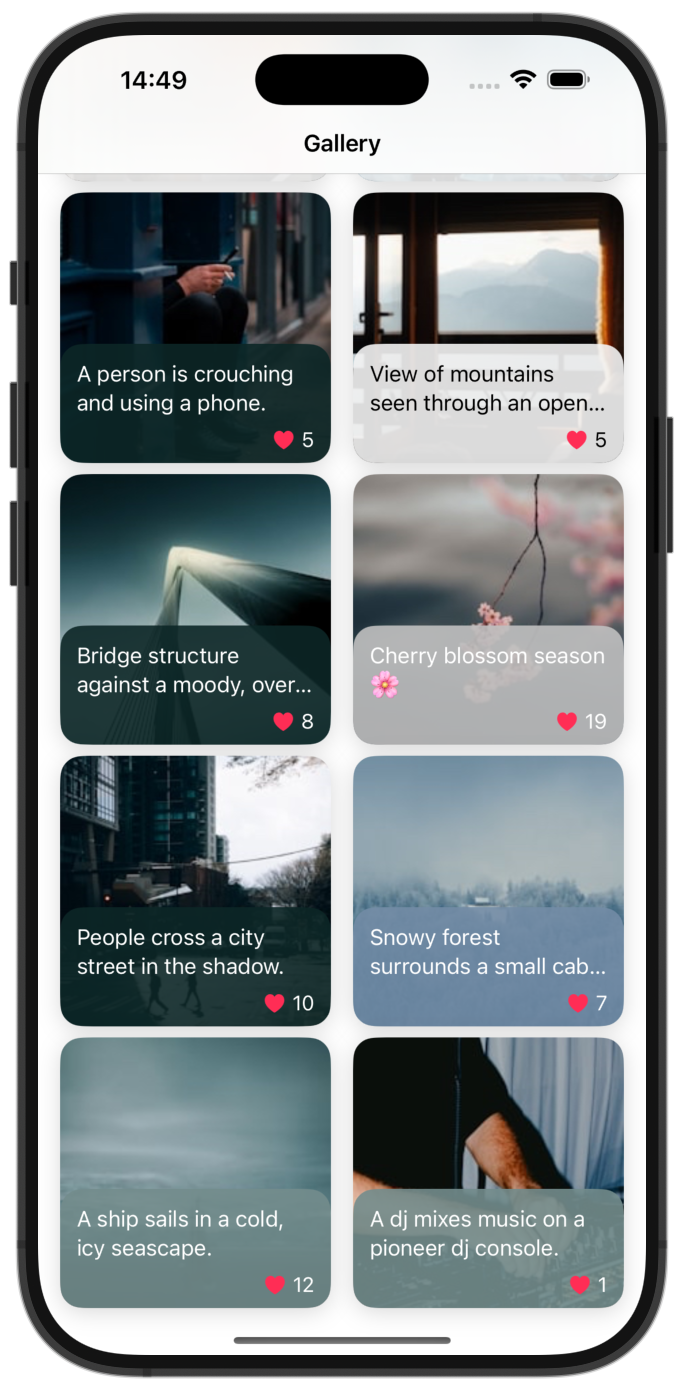 14:49
Gallery
A person is crouching
and using a phone.
5
View of mountains
seen through an open...
5
Bridge structure
against a moody, over...
8
Cherry blossom season
🌸
19
People cross a city
street in the shadow.
10
Snowy forest
surrounds a small cab...
7
A ship sails in a cold,
icy seascape.
12
A dj mixes music on a
pioneer dj console.
1